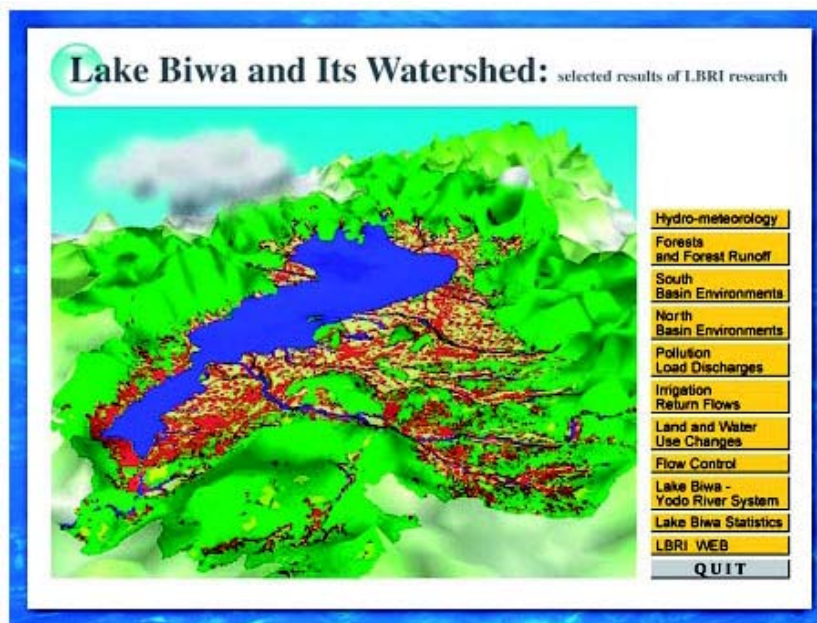 Lake Biwa and Its Watershed: selected results of LBRI research
Hydro-meteorology
Forests
and Forest Runoff
South
Basin Environments
North
Basin Environments
Pollution
Load Discharges
Irrigation
Return Flows
Land and Water
Use Changes
Flow Control
Lake Biwa -
Yodo River System
Lake Biwa Statistics
LBRI WEB
QUIT